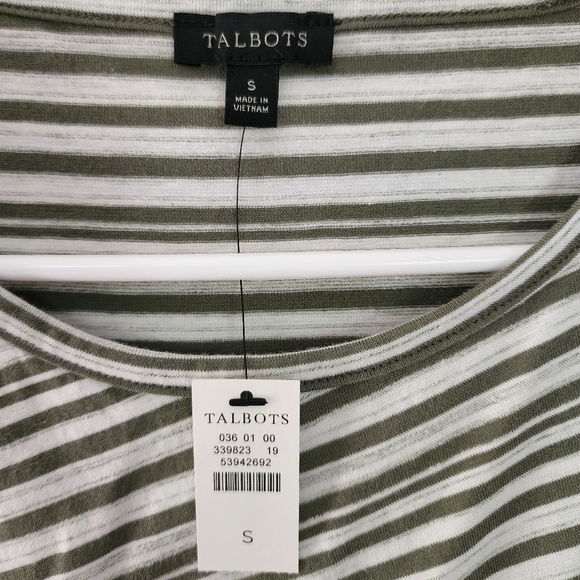 TALBOTS
S
MADE IN
VIETNAM
TALBOTS
036 01 00
339823 19
53942692
S